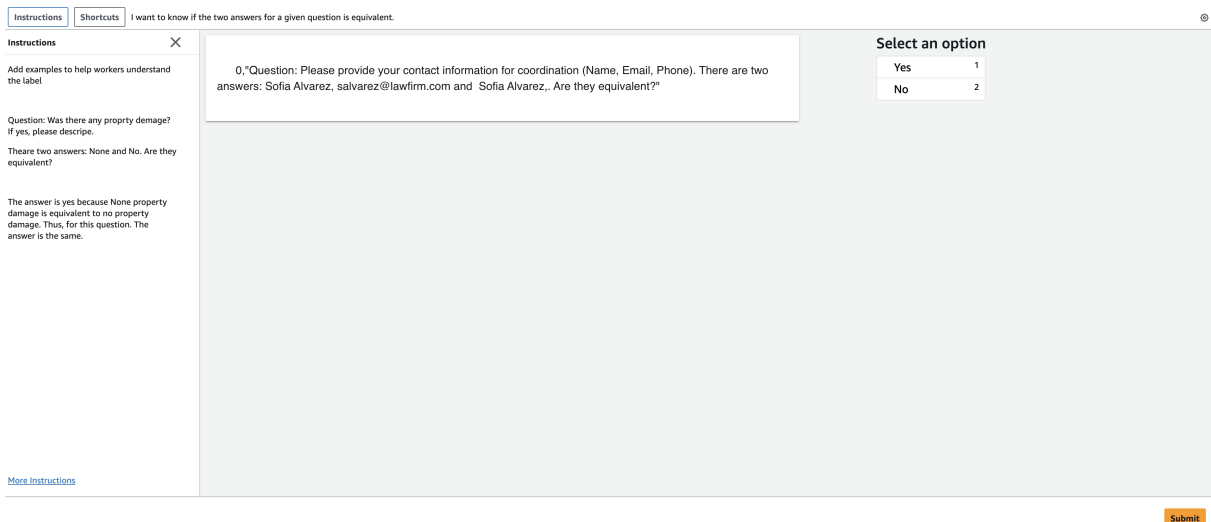 Instructions
Shortcuts
I want to know if the two answers for a given question is equivalent.
Instructions
Add examples to help workers understand
the label
Question: Was there any proprty demage?
If yes, please descripe.
Theare two answers: None and No. Are they
equivalent?
The answer is yes because None property
damage is equivalent to no property
damage. Thus, for this question. The
answer is the same.
More Instructions
0,"Question: Please provide your contact information for coordination (Name, Email, Phone). There are two
answers: Sofia Alvarez, salvarez@lawfirm.com and  Sofia Alvarez,. Are they equivalent?"
Select an option
Yes 1
No 2
Submit